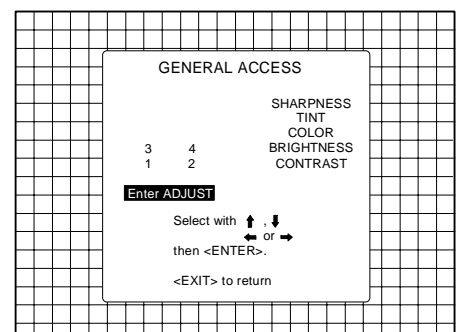 GENERAL ACCESS
SHARPNESS
TINT
COLOR
3 4 BRIGHTNESS
1 2 CONTRAST
Enter ADJUST
Select with ⬆ , ⬇
⬅ or ➡
then <ENTER>.
<EXIT> to return